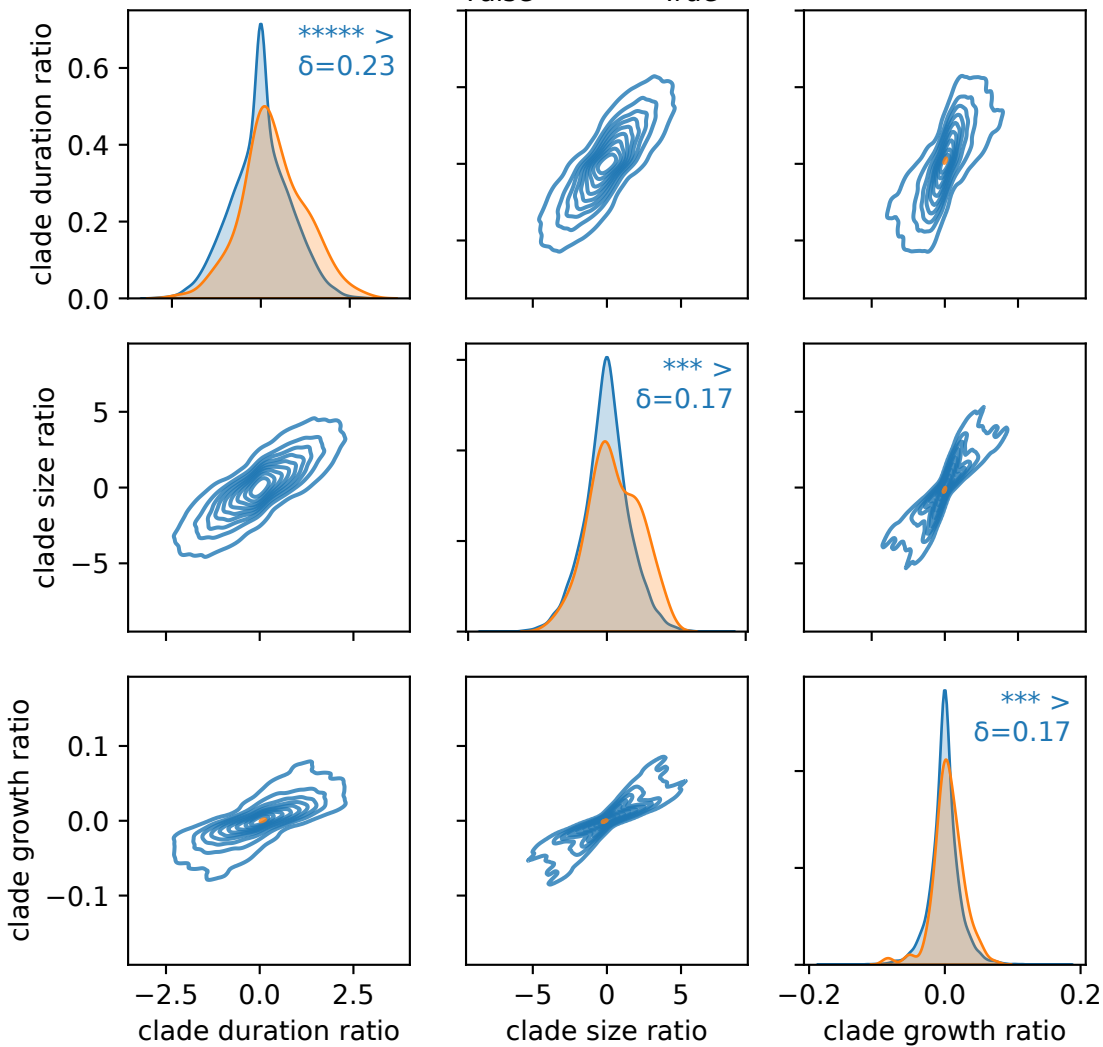 clade duration ratio
0.6
0.4
0.2
0.0
***** >
δ=0.23
clade size ratio
5
0
−5
*** >
δ=0.17
clade growth ratio
0.1
0.0
−0.1
*** >
δ=0.17
−2.5 0.0 2.5
−5 0 5
−0.2 0.0 0.2
clade duration ratio
clade size ratio
clade growth ratio